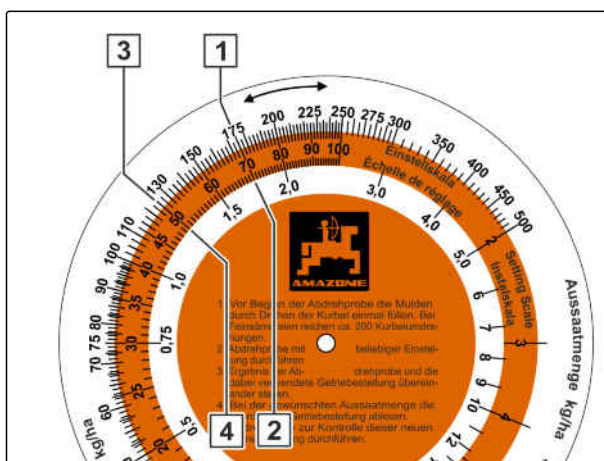 3
1
130 150 175 200 225 250 275 300 350 400 450 500
110
100
90
80
75
70
60
kg/ha
20 25 30 35 40 45 50 60 70 80 90 100
Einstellskala
Échelle de réglage
Setting Scale
Instelskala
2
3
4
0,5 0,75 1,0 1,5 2,0 3,0 4,0 5,0 6 7 8 9 10 11 12
Aussaatmenge kg/ha
AMAZONE
1 Vor Beginn der Abdrehprobe die Mulden
durch Drehen der Kurbel einmal füllen. Bei
Feinsämereien reichen ca. 200 Kurbelumdre-
hungen.
2 Abdrehprobe mit beliebiger Einstel-
lung durchführen.
3 Ergebnis der Ab- drehprobe und die
dabei verwendete Getriebestellung überein-
ander stellen.
4 Bei der gewünschten Aussaatmenge die
Getriebestellung ablesen.
zur Kontrolle dieser neuen
durchführen.
4
2